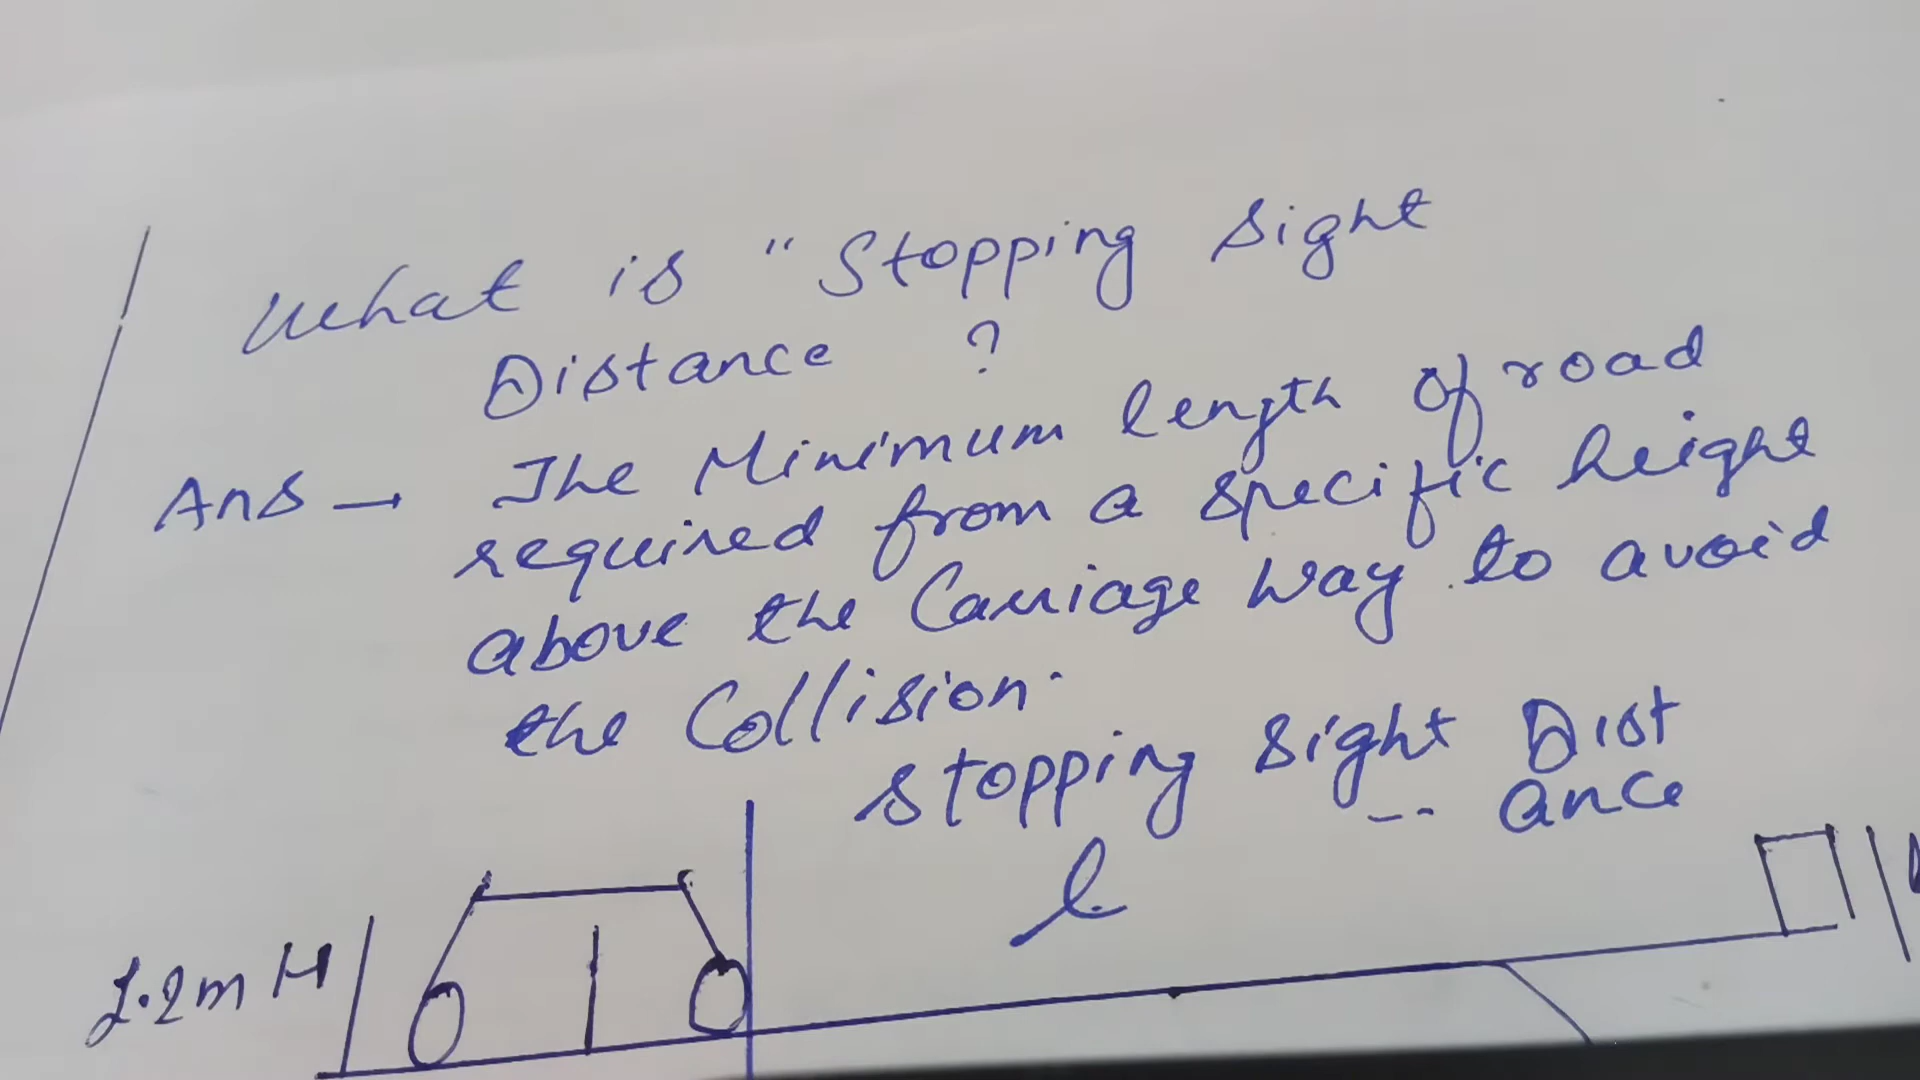 What is "Stopping Sight
Distance ?
Ans → The Minimum length of road
required from a specific height
above the Carriage way to avoid
the Collision.
Stopping Sight Dist
-- ance
l
1.2m H